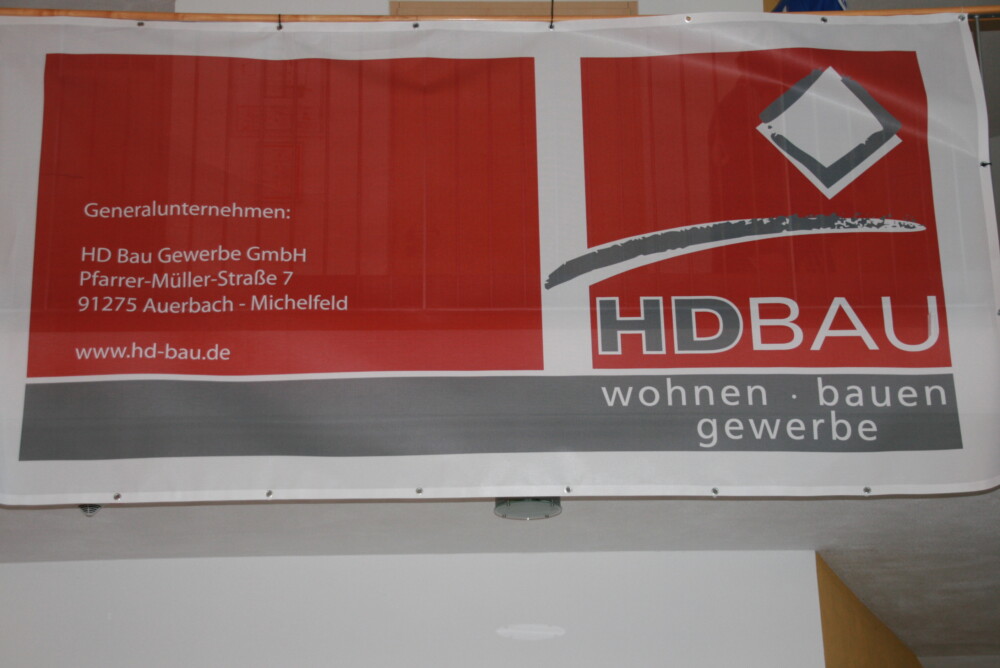 Generalunternehmen:
HD Bau Gewerbe GmbH
Pfarrer-Müller-Straße 7
91275 Auerbach - Michelfeld
www.hd-bau.de
HDBAU
wohnen · bauen
gewerbe